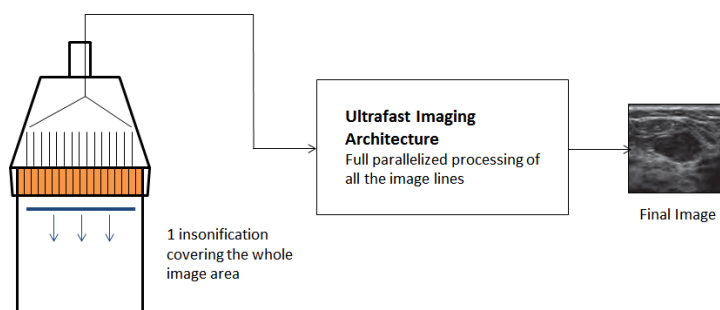 Ultrafast Imaging
Architecture
Full parallelized processing of
all the image lines
Final Image
1 insonification
covering the whole
image area